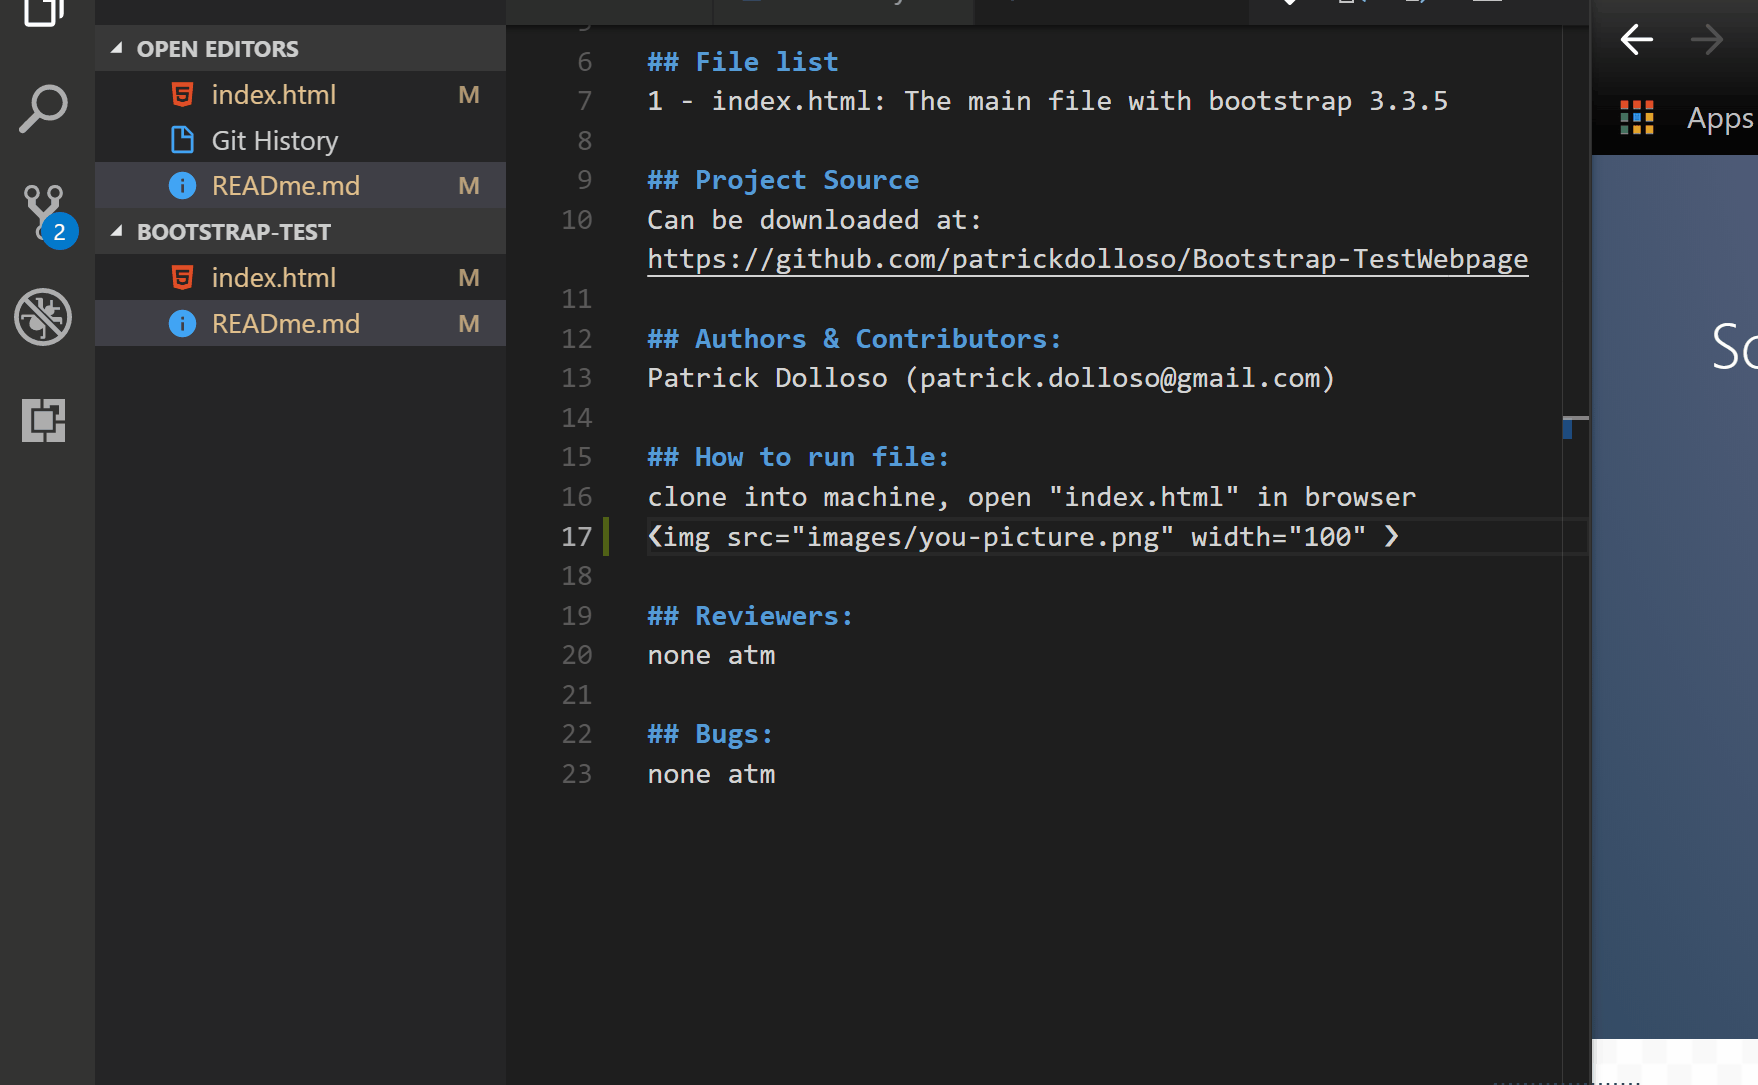 OPEN EDITORS
index.html M
Git History
READme.md M
2
BOOTSTRAP-TEST
index.html M
READme.md M
6 ## File list
7 1 - index.html: The main file with bootstrap 3.3.5
8
9 ## Project Source
10 Can be downloaded at:
https://github.com/patrickdolloso/Bootstrap-TestWebpage
11
12 ## Authors & Contributors:
13 Patrick Dolloso (patrick.dolloso@gmail.com)
14
15 ## How to run file:
16 clone into machine, open "index.html" in browser
17 <img src="images/you-picture.png" width="100" >
18
19 ## Reviewers:
20 none atm
21
22 ## Bugs:
23 none atm
Apps